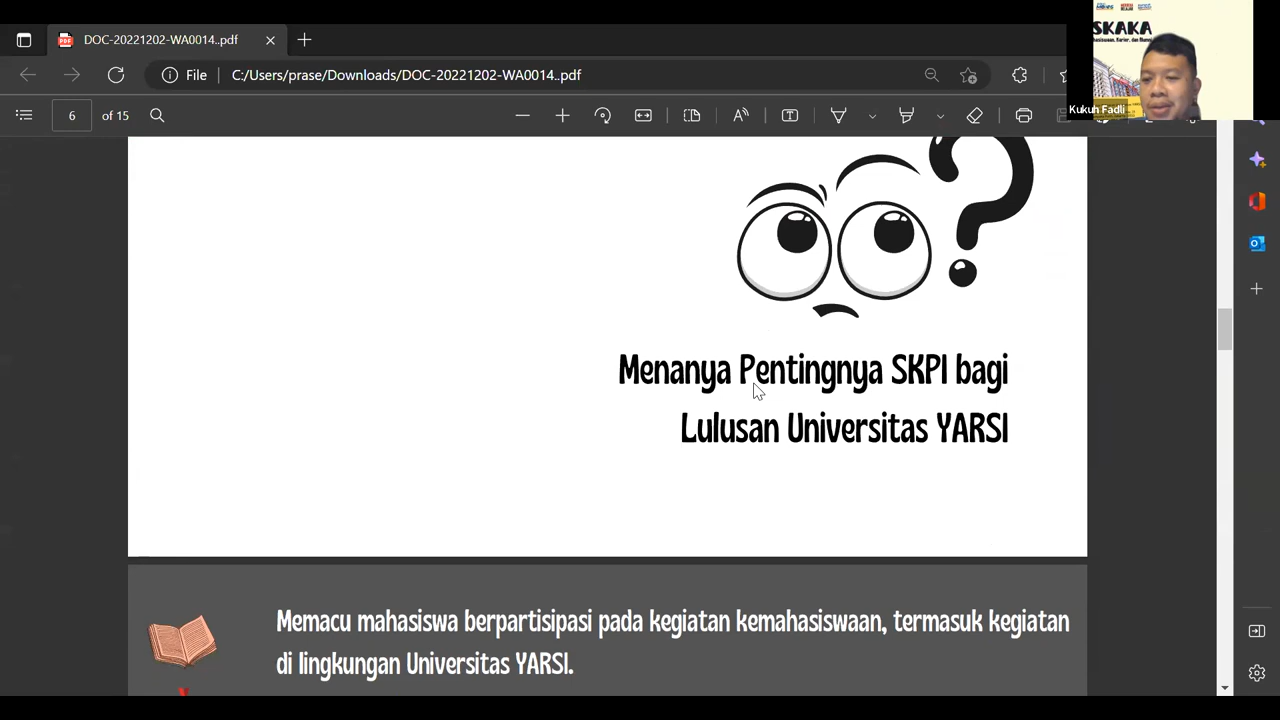 DOC-20221202-WA0014..pdf
File
C:/Users/prase/Downloads/DOC-20221202-WA0014..pdf
6 of 15
SKAKA
Kukuh Fadli
Menanya Pentingnya SKPI bagi
Lulusan Universitas YARSI
Memacu mahasiswa berpartisipasi pada kegiatan kemahasiswaan, termasuk kegiatan
di lingkungan Universitas YARSI.